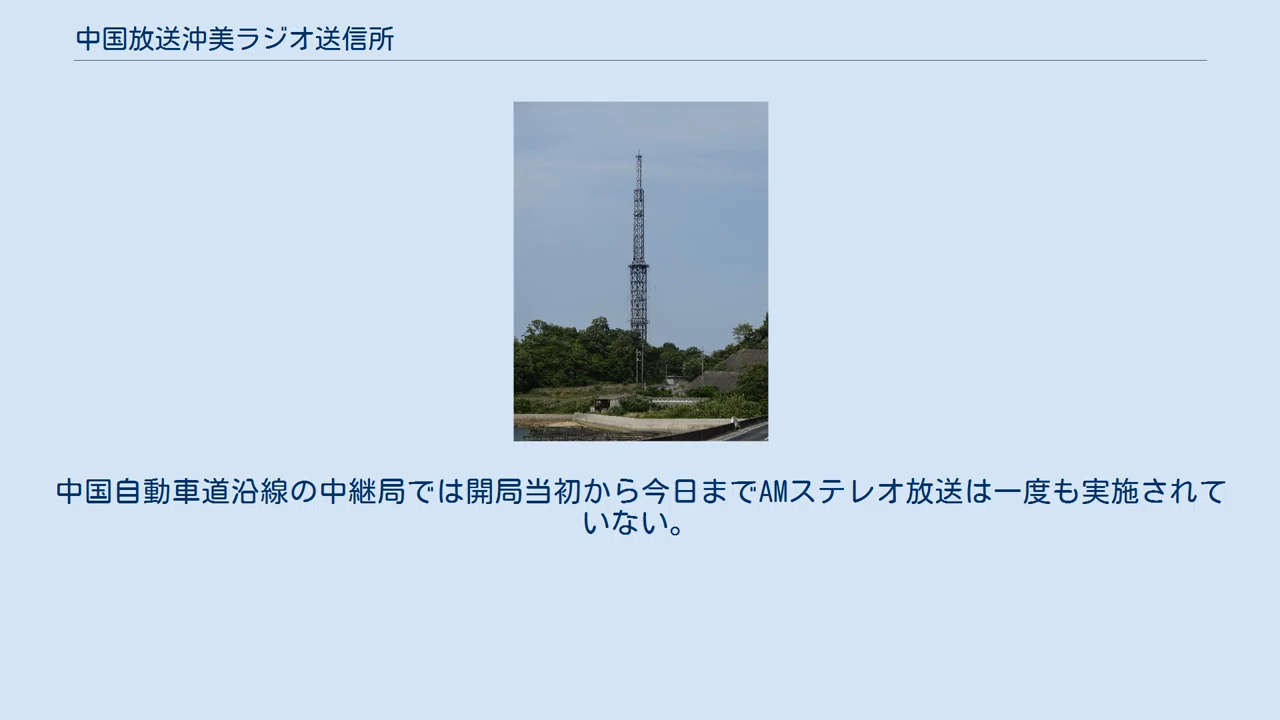 中国放送沖美ラジオ送信所
中国自動車道沿線の中継局では開局当初から今日までAMステレオ放送は一度も実施されて
いない。